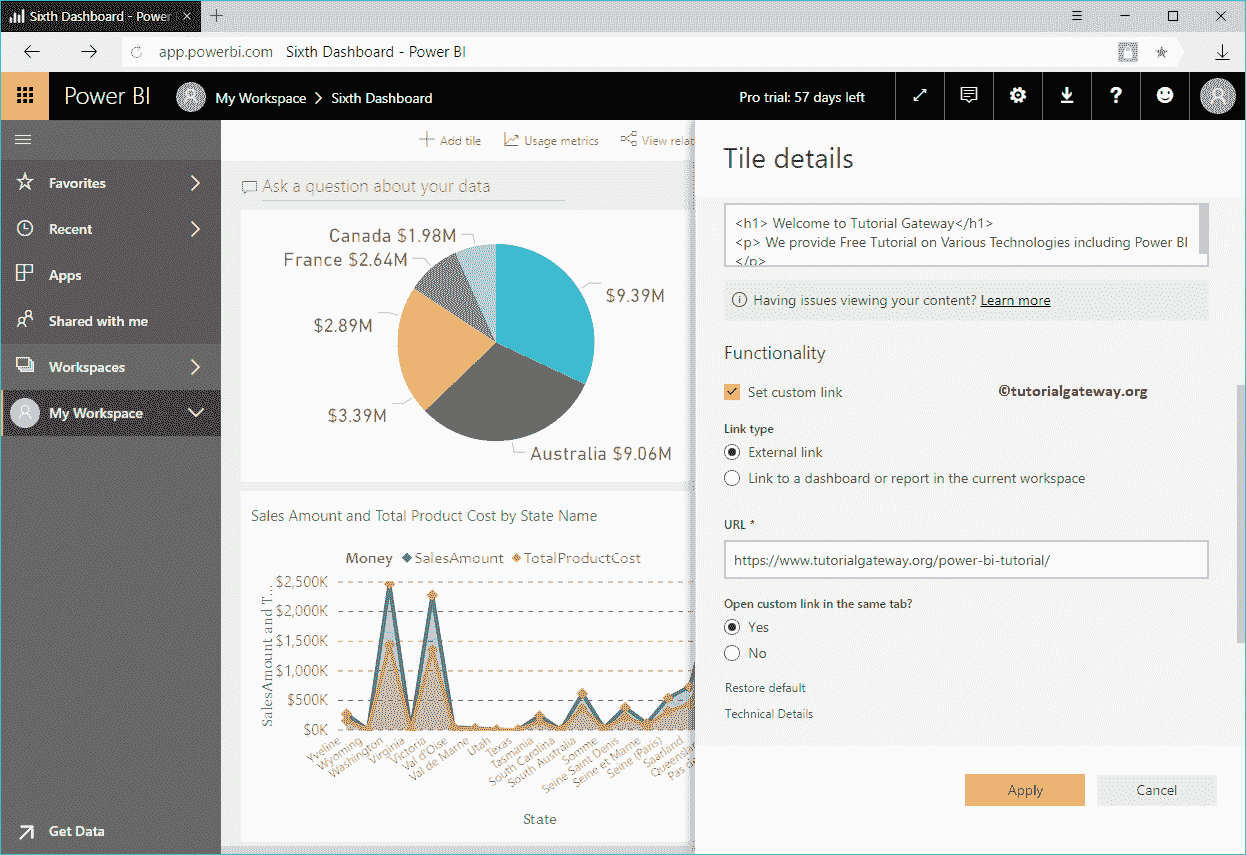 Sixth Dashboard - Power
app.powerbi.com Sixth Dashboard - Power BI
Power BI My Workspace > Sixth Dashboard Pro trial: 57 days left ?
Favorites
Recent
Apps
Shared with me
Workspaces
My Workspace
Get Data
Add tile Usage metrics View relat
Ask a question about your data
Canada $1.98M
France $2.64M
$9.39M
$2.89M
$3.39M
Australia $9.06M
Sales Amount and Total Product Cost by State Name
Money SalesAmount TotalProductCost
SalesAmount and T...
$2,500K
$2,000K
$1,500K
$1,000K
$500K
$0K
Yveline
Wyoming
Washington
Virginia
Victoria
Val d'Oise
Val de Marne
Utah
Texas
Tasmania
South Carolina
South Australia
Somme
Seine Saint Denis
Seine et Marne
Seine (Paris)
Saarland
Queensland
Pas de
State
Tile details
<h1> Welcome to Tutorial Gateway</h1>
<p> We provide Free Tutorial on Various Technologies including Power BI
</p>
Having issues viewing your content? Learn more
Functionality
Set custom link
©tutorialgateway.org
Link type
External link
Link to a dashboard or report in the current workspace
URL *
https://www.tutorialgateway.org/power-bi-tutorial/
Open custom link in the same tab?
Yes
No
Restore default
Technical Details
Apply Cancel